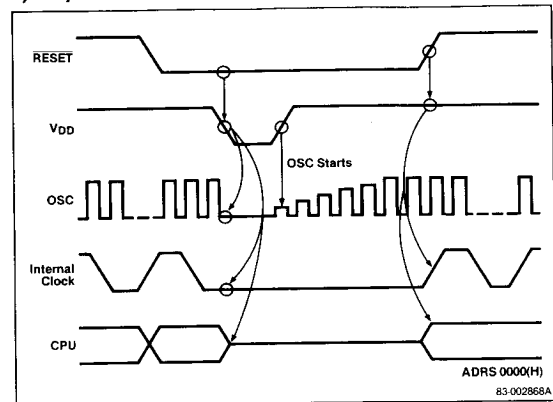 RESET
VDD
OSC Starts
OSC
Internal
Clock
CPU
ADRS 0000(H)
83-002868A